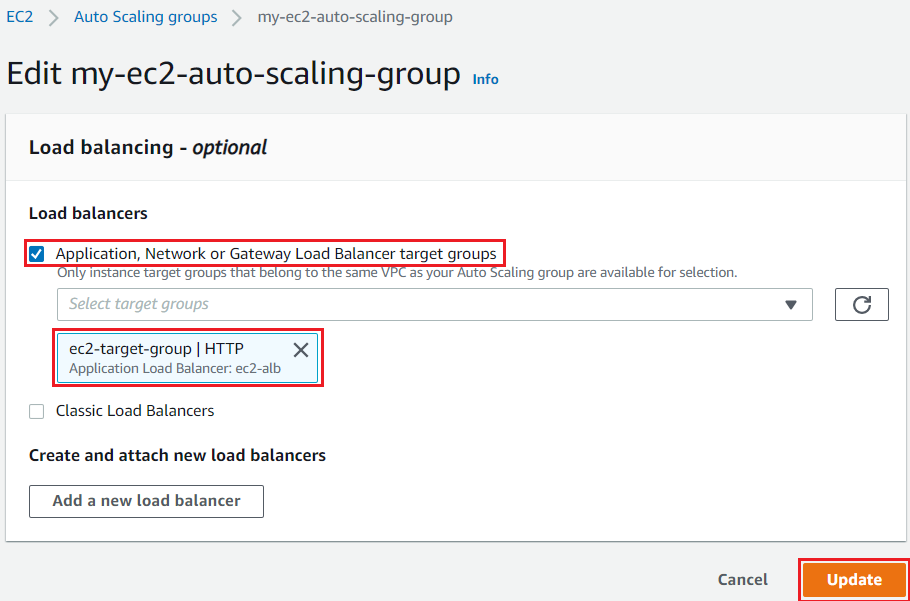 EC2 > Auto Scaling groups > my-ec2-auto-scaling-group
Edit my-ec2-auto-scaling-group Info
Load balancing - optional
Load balancers
Application, Network or Gateway Load Balancer target groups
Only instance target groups that belong to the same VPC as your Auto Scaling group are available for selection.
Select target groups
ec2-target-group | HTTP
Application Load Balancer: ec2-alb
Classic Load Balancers
Create and attach new load balancers
Add a new load balancer
Cancel
Update